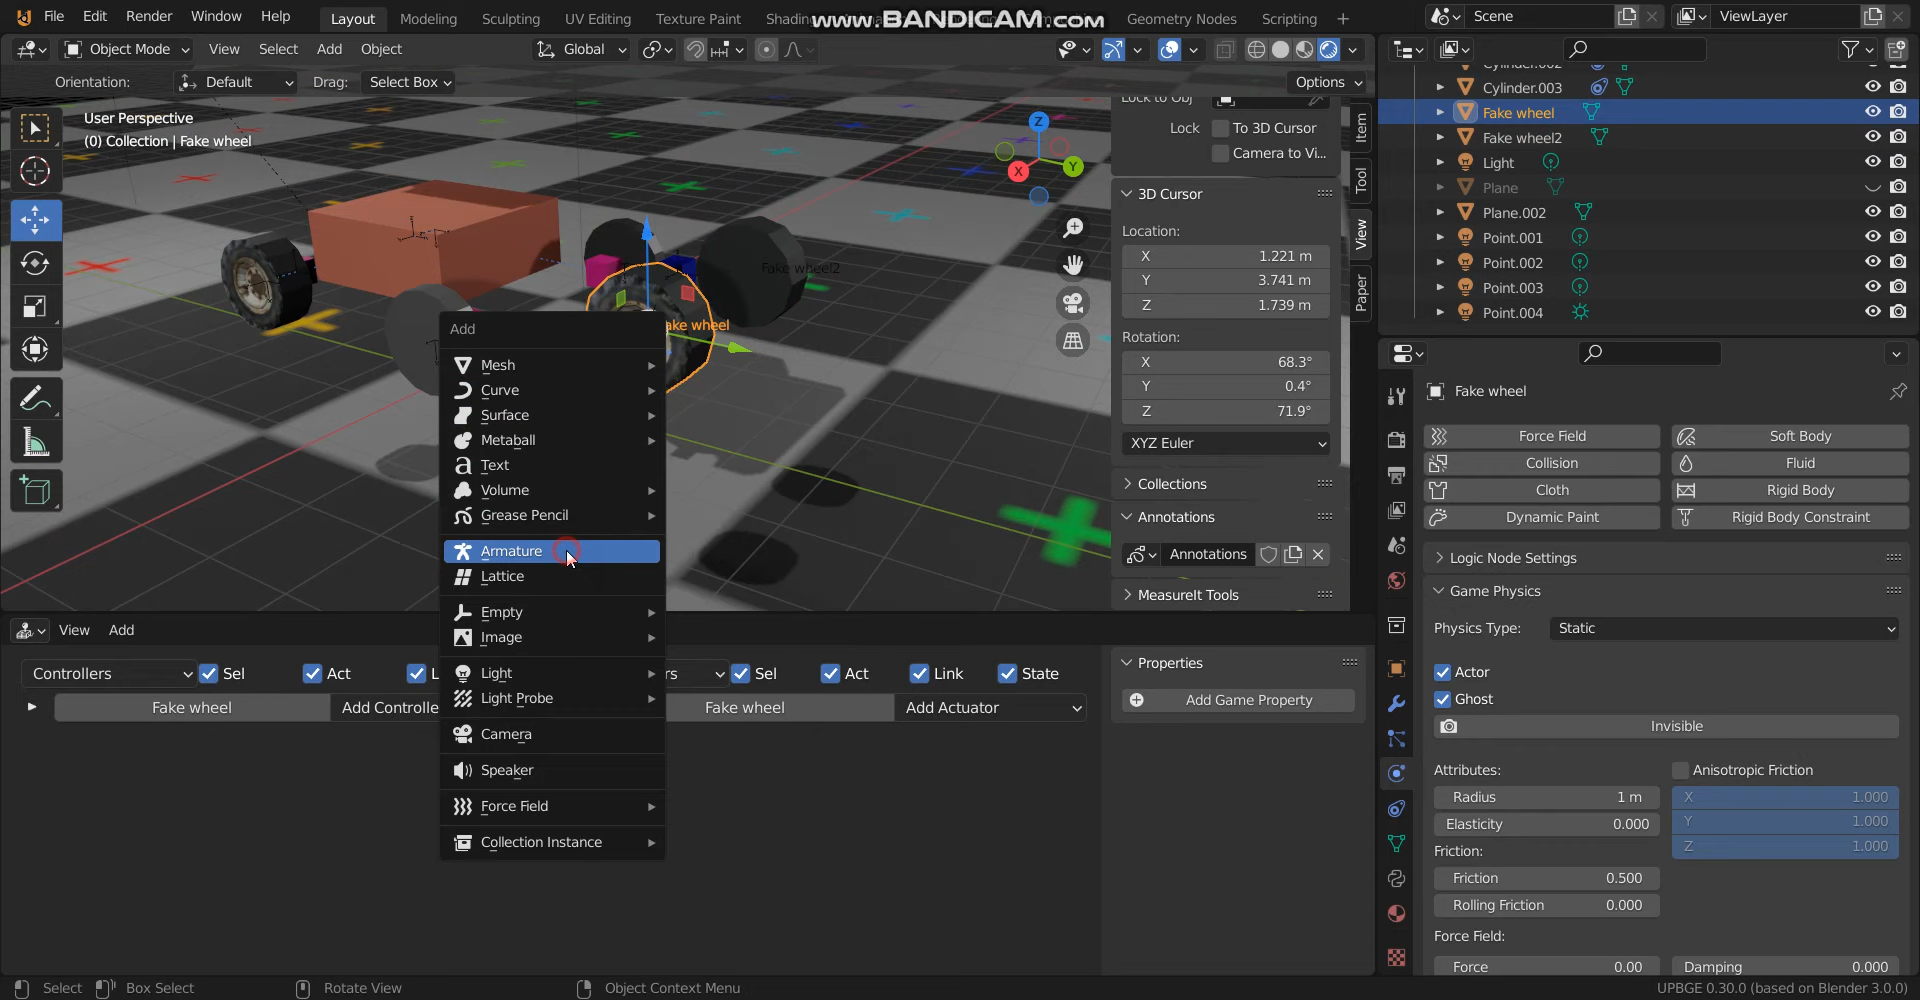 File Edit Render Window Help Layout Modeling Sculpting UV Editing Texture Paint Shading Geometry Nodes Scripting
www.BANDICAM.com
Scene
ViewLayer
Object Mode View Select Add Object Global
Orientation: Default Drag: Select Box Options
User Perspective
(0) Collection | Fake wheel
Z
Y
X
Fake wheel2
Fake wheel
Add
Mesh
Curve
Surface
Metaball
Text
Volume
Grease Pencil
Armature
Lattice
Empty
Image
Light
Light Probe
Camera
Speaker
Force Field
Collection Instance
Lock to Obj
Lock To 3D Cursor
Camera to Vi...
3D Cursor
Location:
X 1.221 m
Y 3.741 m
Z 1.739 m
Rotation:
X 68.3°
Y 0.4°
Z 71.9°
XYZ Euler
Collections
Annotations
Annotations
MeasureIt Tools
Item
Tool
View
Paper
Cylinder.002
Cylinder.003
Fake wheel
Fake wheel2
Light
Plane
Plane.002
Point.001
Point.002
Point.003
Point.004
Fake wheel
Force Field Soft Body
Collision Fluid
Cloth Rigid Body
Dynamic Paint Rigid Body Constraint
Logic Node Settings
Game Physics
Physics Type: Static
Actor
Ghost
Invisible
Attributes: Anisotropic Friction
Radius 1 m X 1.000
Elasticity 0.000 Y 1.000
Friction: Z 1.000
Friction 0.500
Rolling Friction 0.000
Force Field:
Force 0.00 Damping 0.000
View Add
Controllers Sel Act L rs Sel Act Link State
Fake wheel Add Controlle Fake wheel Add Actuator
Properties
Add Game Property
Select Box Select Rotate View Object Context Menu UPBGE 0.30.0 (based on Blender 3.0.0)